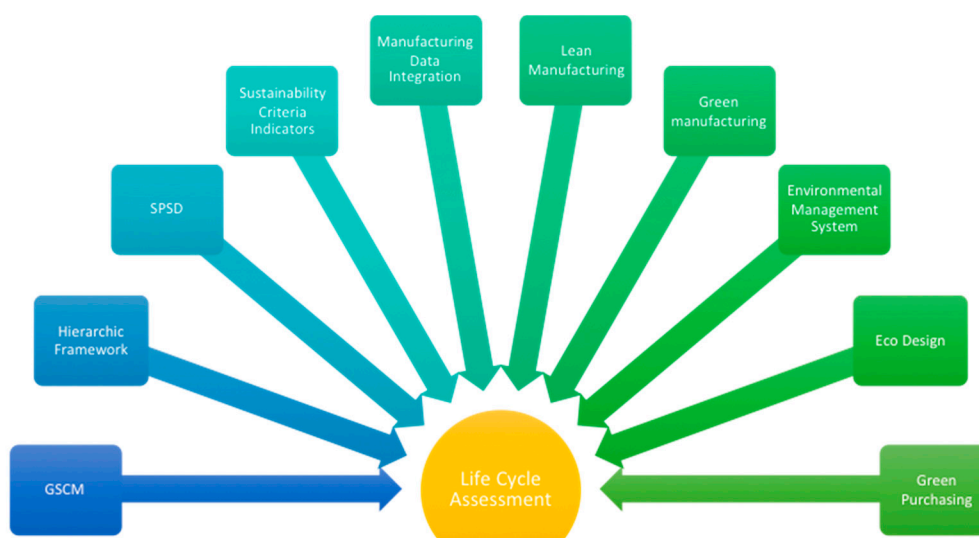 Manufacturing
Data
Integration
Lean
Manufacturing
Sustainability
Criteria
Indicators
Green
manufacturing
SPSD
Environmental
Management
System
Hierarchic
Framework
Eco Design
GSCM
Life Cycle
Assessment
Green
Purchasing